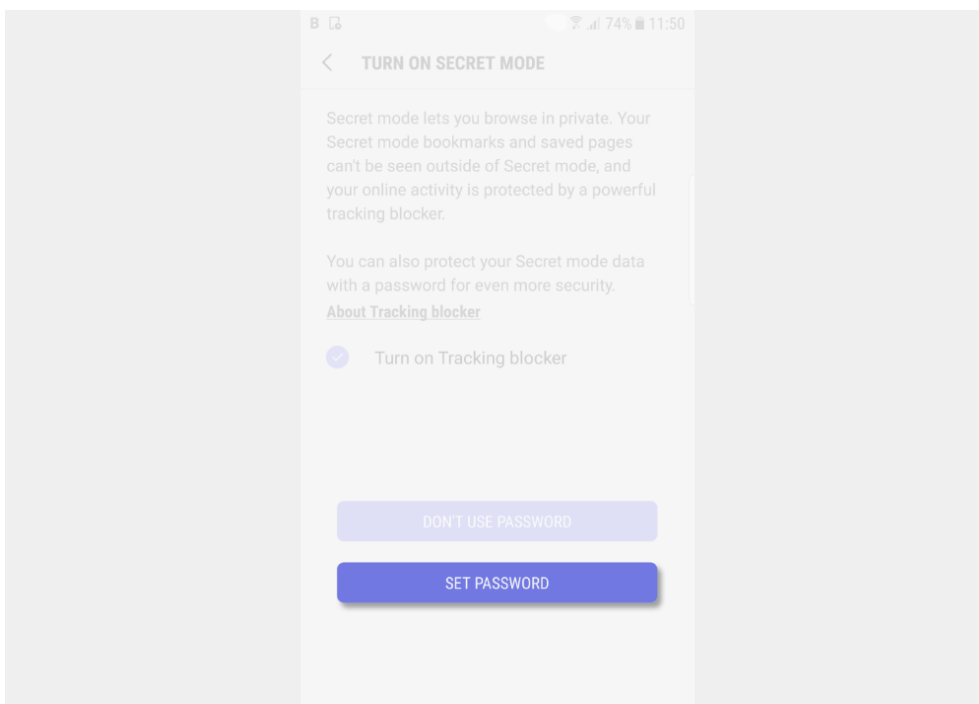 B 74% 11:50
TURN ON SECRET MODE
Secret mode lets you browse in private. Your
Secret mode bookmarks and saved pages
can't be seen outside of Secret mode, and
your online activity is protected by a powerful
tracking blocker.
You can also protect your Secret mode data
with a password for even more security.
About Tracking blocker
Turn on Tracking blocker
DON'T USE PASSWORD
SET PASSWORD